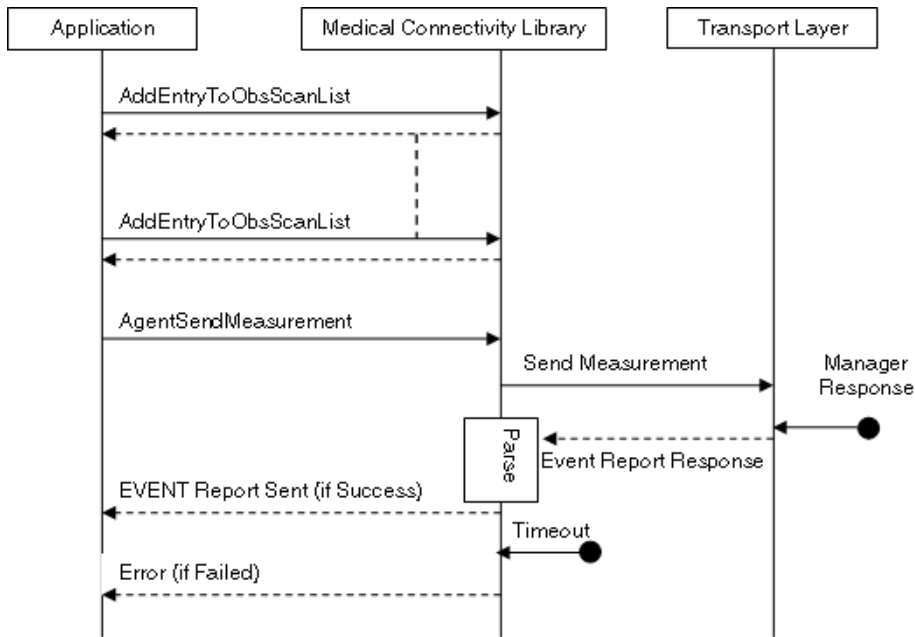 Application
Medical Connectivity Library
Transport Layer
AddEntryToObsScanList
AddEntryToObsScanList
AgentSendMeasurement
Send Measurement
Manager
Response
Parse
Event Report Response
EVENT Report Sent (if Success)
Timeout
Error (if Failed)